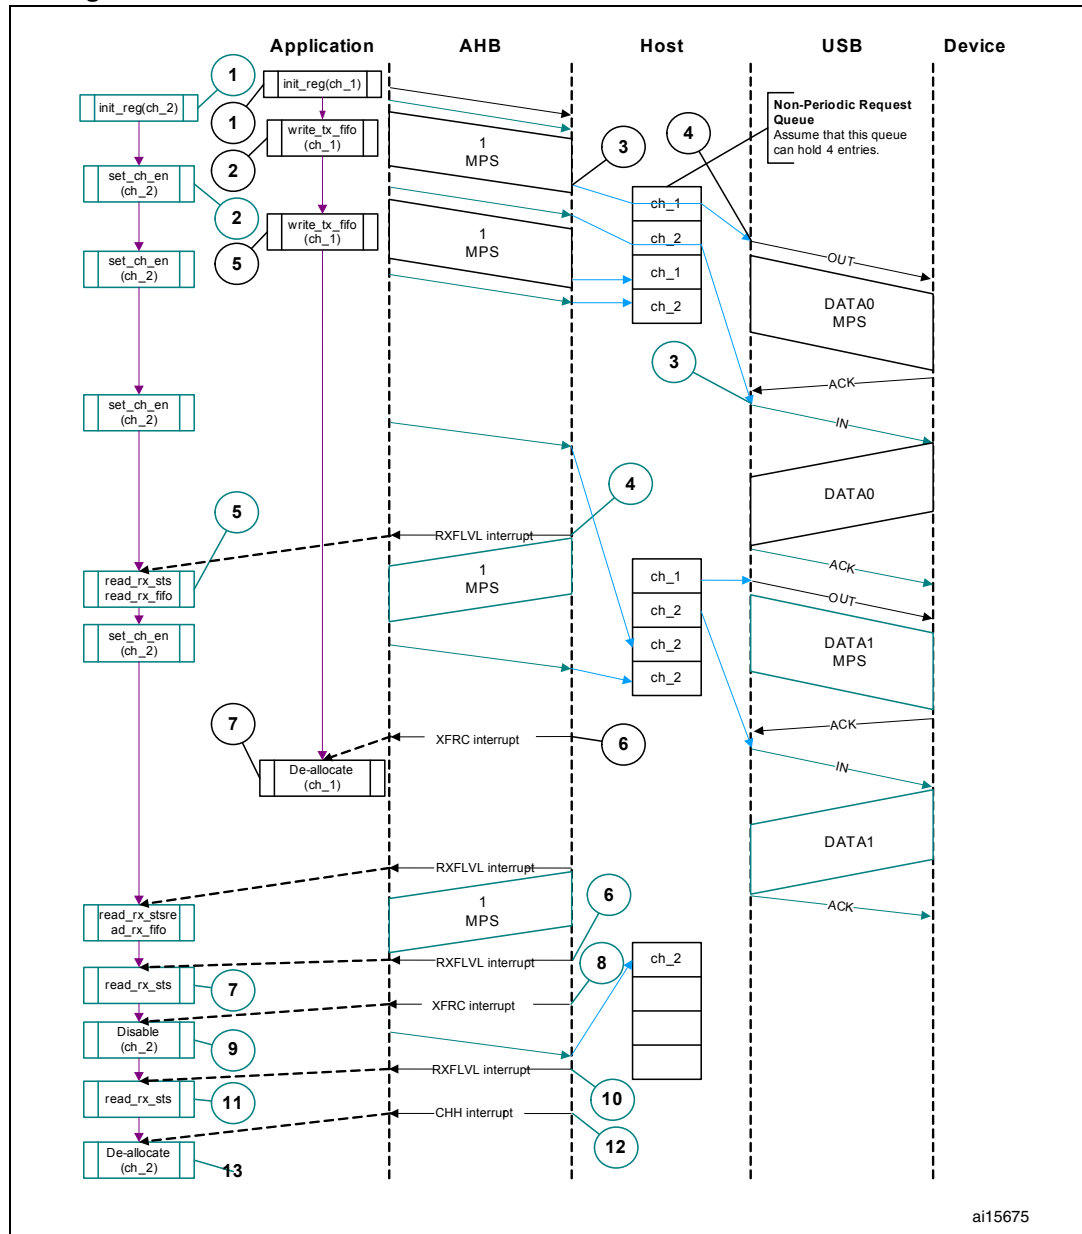 Application
AHB
Host
USB
Device
1
init_reg(ch_1)
init_reg(ch_2)
1
Non-Periodic Request
Queue
Assume that this queue
can hold 4 entries.
write_tx_fifo
(ch_1)
1
MPS
3
4
2
set_ch_en
(ch_2)
2
ch_1
write_tx_fifo
(ch_1)
1
MPS
ch_2
5
set_ch_en
(ch_2)
ch_1
OUT
ch_2
DATA0
MPS
3
ACK
set_ch_en
(ch_2)
IN
4
DATA0
5
RXFLVL interrupt
ACK
read_rx_sts
read_rx_fifo
1
MPS
ch_1
OUT
ch_2
set_ch_en
(ch_2)
ch_2
DATA1
MPS
ch_2
7
ACK
XFRC interrupt
6
De-allocate
(ch_1)
IN
DATA1
RXFLVL interrupt
6
read_rx_stsre
ad_rx_fifo
1
MPS
ACK
RXFLVL interrupt
8
ch_2
read_rx_sts
7
XFRC interrupt
Disable
(ch_2)
9
RXFLVL interrupt
read_rx_sts
11
10
CHH interrupt
De-allocate
(ch_2)
12
13
ai15675